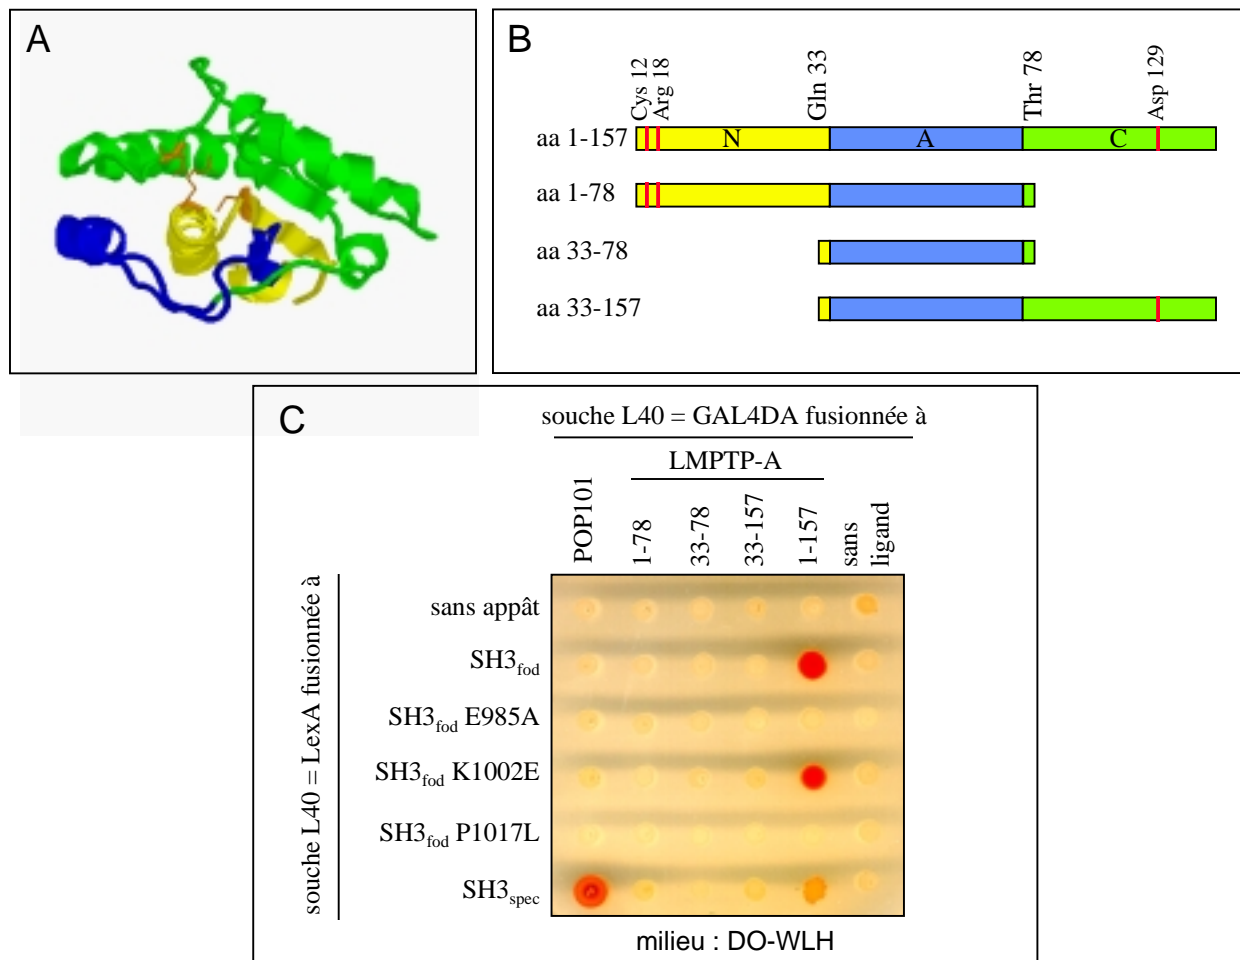 A
B
Cys 12
Arg 18
Gln 33
Thr 78
Asp 129
aa 1-157
N
A
C
aa 1-78
aa 33-78
aa 33-157
C
souche L40 = GAL4DA fusionnée à
LMPTP-A
POP101
1-78
33-78
33-157
1-157
sans
ligand
souche L40 = LexA fusionnée à
sans appât
SH3fod
SH3fod E985A
SH3fod K1002E
SH3fod P1017L
SH3spec
milieu : DO-WLH